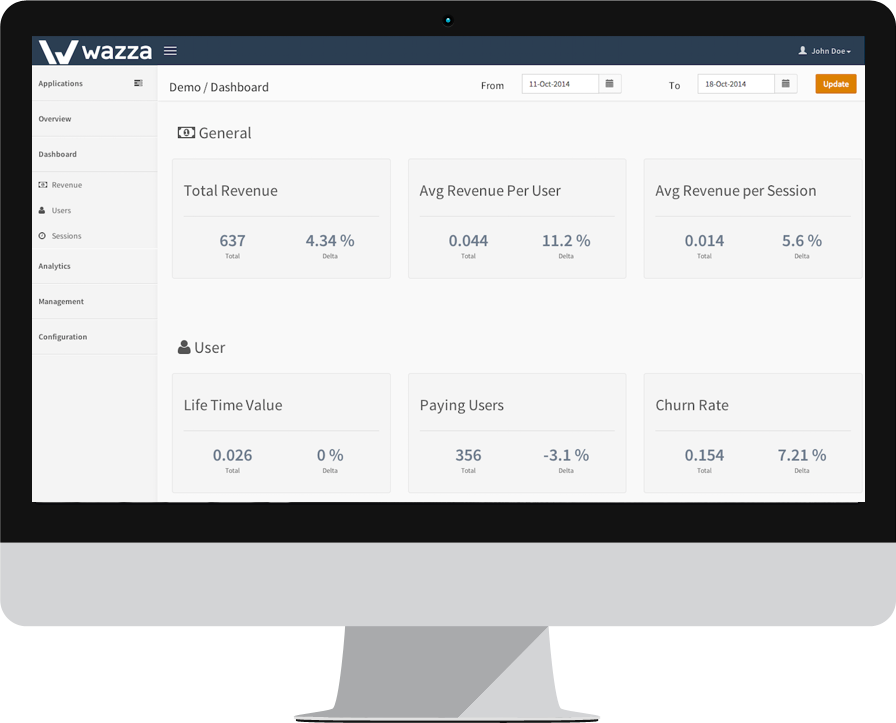 wazza
John Doe
Applications
Demo / Dashboard
From
11-Oct-2014
To
18-Oct-2014
Update
Overview
Dashboard
Revenue
Users
Sessions
Analytics
Management
Configuration
General
Total Revenue
637
Total
4.34 %
Delta
Avg Revenue Per User
0.044
Total
11.2 %
Delta
Avg Revenue per Session
0.014
Total
5.6 %
Delta
User
Life Time Value
0.026
Total
0 %
Delta
Paying Users
356
Total
-3.1 %
Delta
Churn Rate
0.154
Total
7.21 %
Delta